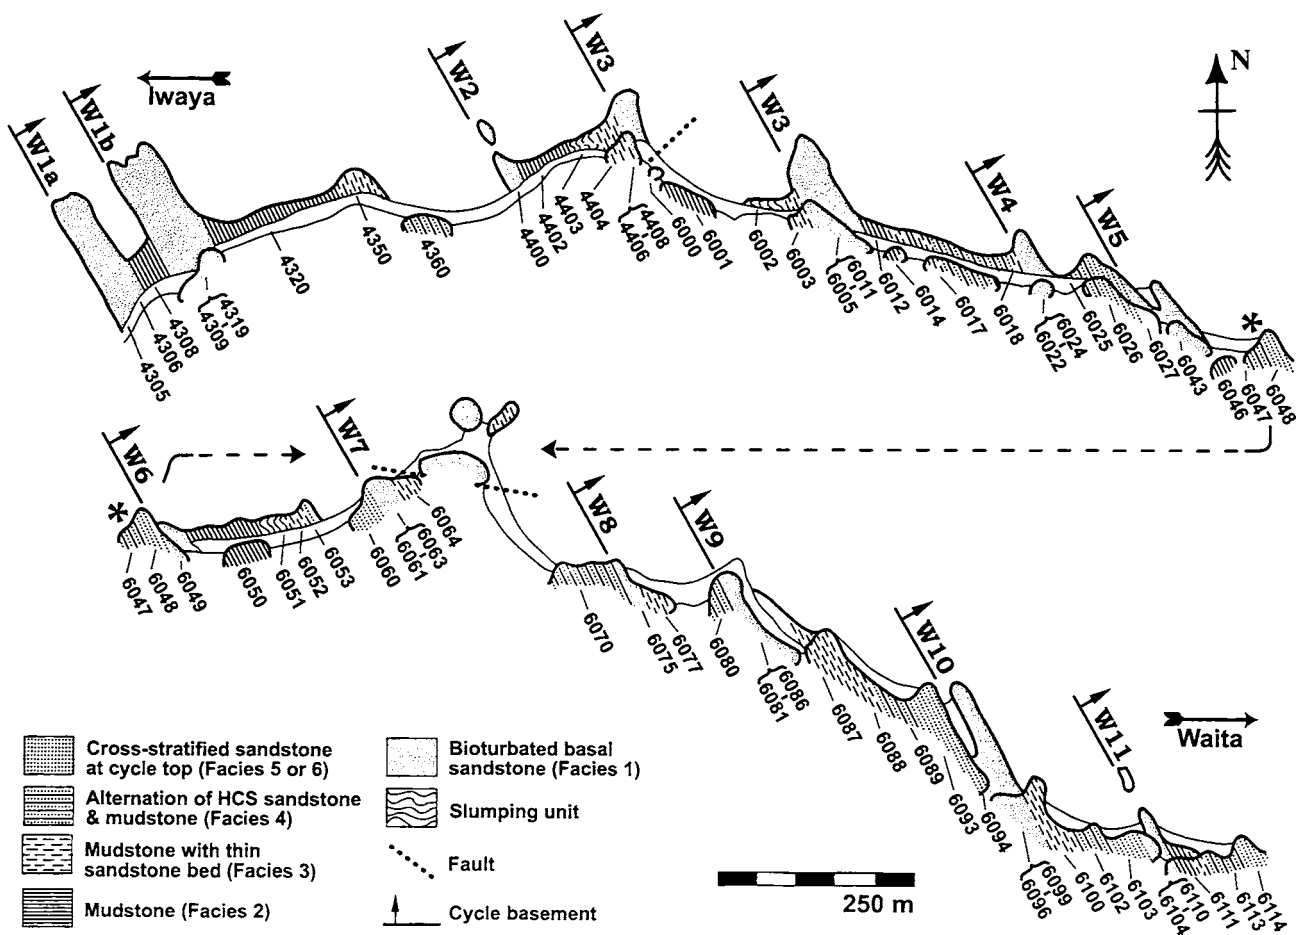 W1a
W1b
Iwaya
W2
W3
W3
W4
W5
N
4305
4306
4308
4309
4319
4320
4350
4360
4400
4402
4403
4404
4406
4408
6000
6001
6002
6003
6005
6011
6012
6014
6017
6018
6022
6024
6025
6026
6027
6043
6046
6047
6048
*
W6
W7
W8
W9
W10
W11
*
6047
6048
6049
6050
6051
6052
6053
6060
6061
6063
6064
6070
6075
6077
6080
6081
6086
6087
6088
6089
6093
6094
6096
6099
6100
6102
6103
6104
6110
6111
6113
6114
Waita
Cross-stratified sandstone
at cycle top (Facies 5 or 6)
Alternation of HCS sandstone
& mudstone (Facies 4)
Mudstone with thin
sandstone bed (Facies 3)
Mudstone (Facies 2)
Bioturbated basal
sandstone (Facies 1)
Slumping unit
Fault
Cycle basement
250 m